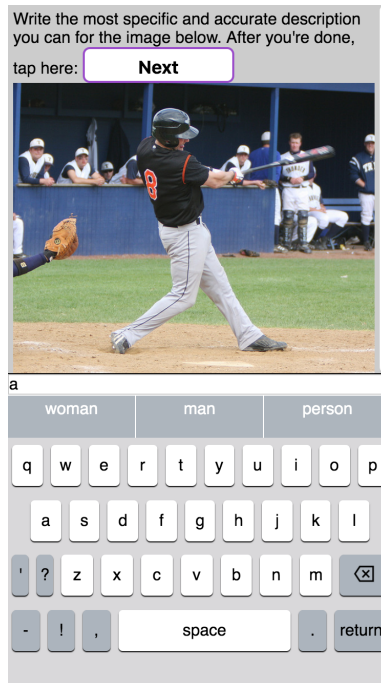 Write the most specific and accurate description
you can for the image below. After you're done,
tap here: Next
8
a
woman man person
q w e r t y u i o p
a s d f g h j k l
' ? z x c v b n m
- ! , space . return